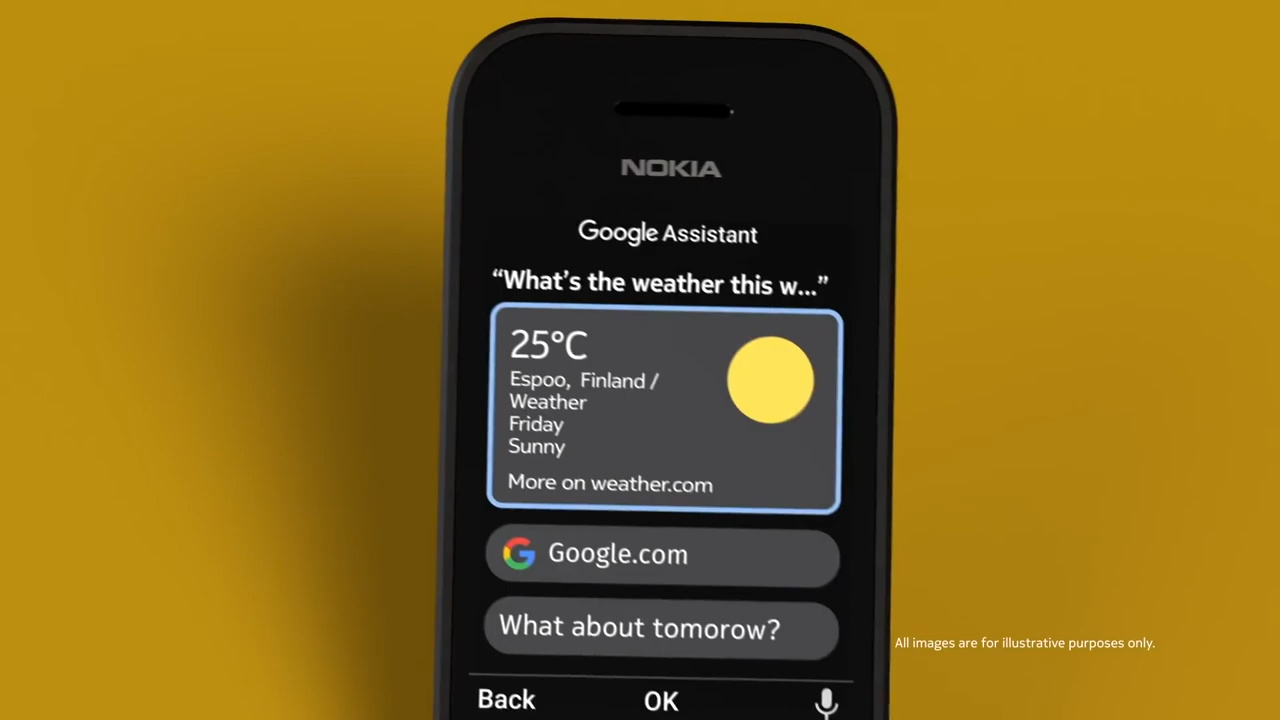 NOKIA
Google Assistant
“What’s the weather this w...”
25°C
Espoo, Finland /
Weather
Friday
Sunny
More on weather.com
Google.com
What about tomorow?
All images are for illustrative purposes only.
Back OK